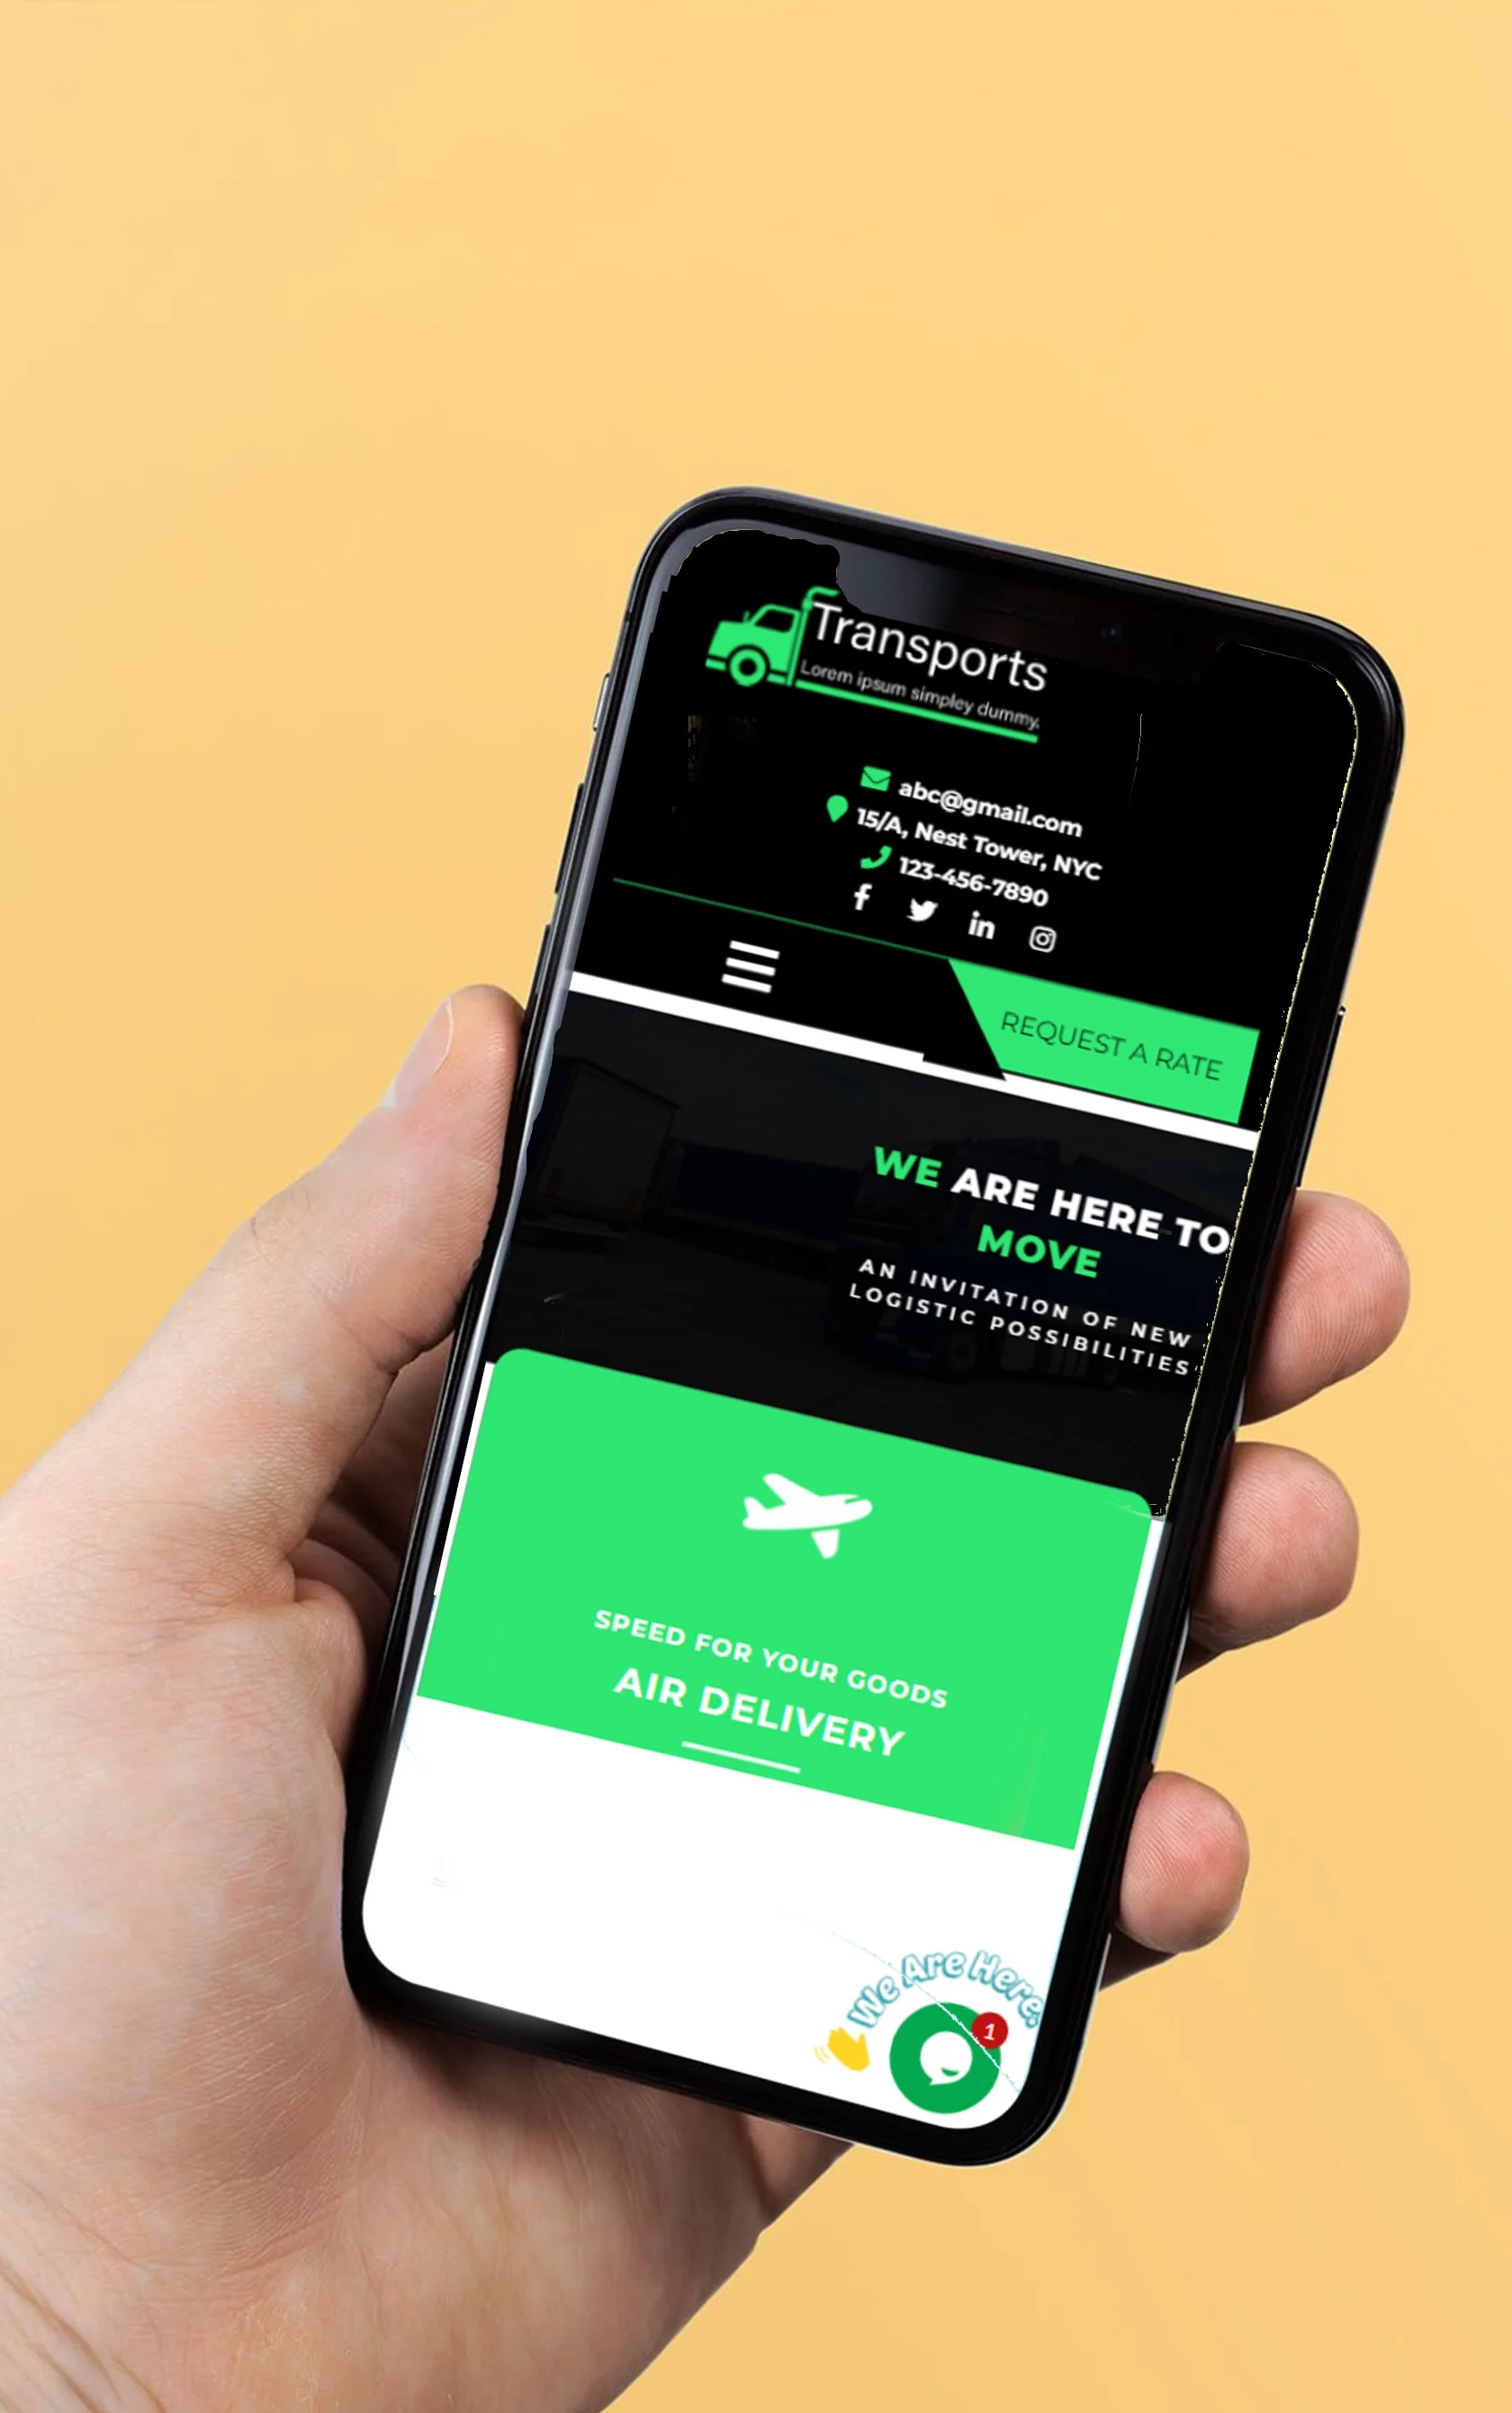 Transports
Lorem ipsum simpley dummy.
abc@gmail.com
15/A, Nest Tower, NYC
123-456-7890
f in
REQUEST A RATE
WE ARE HERE TO
MOVE
AN INVITATION OF NEW
LOGISTIC POSSIBILITIES
SPEED FOR YOUR GOODS
AIR DELIVERY
We Are Here!
1